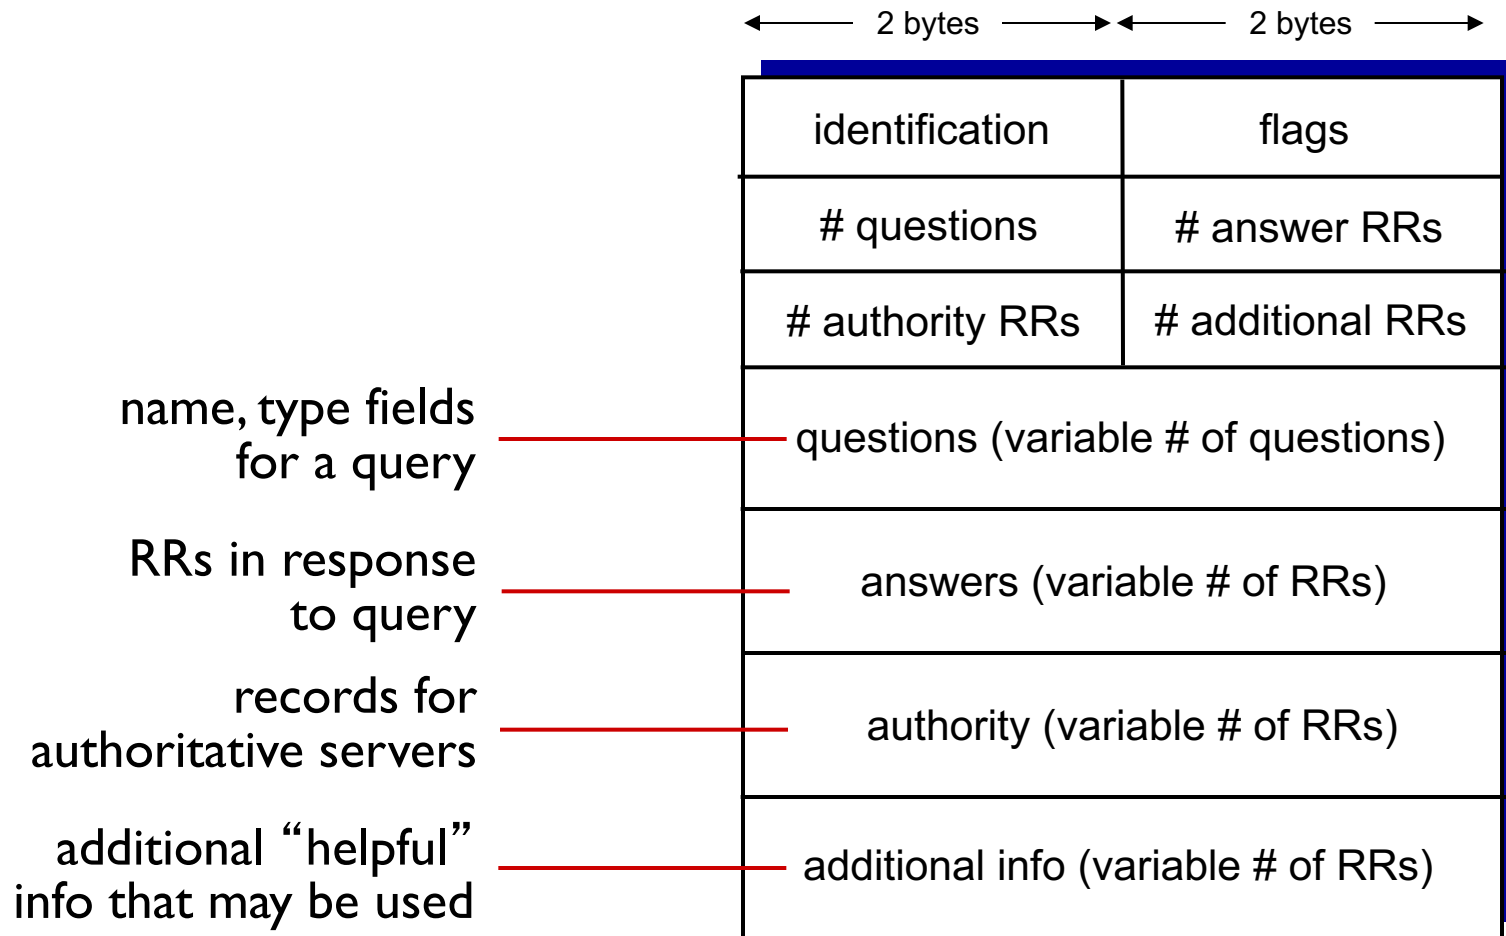 2 bytes 2 bytes
identification flags
# questions # answer RRs
# authority RRs # additional RRs
name, type fields
for a query
questions (variable # of questions)
RRs in response
to query
answers (variable # of RRs)
records for
authoritative servers
authority (variable # of RRs)
additional “helpful”
info that may be used
additional info (variable # of RRs)